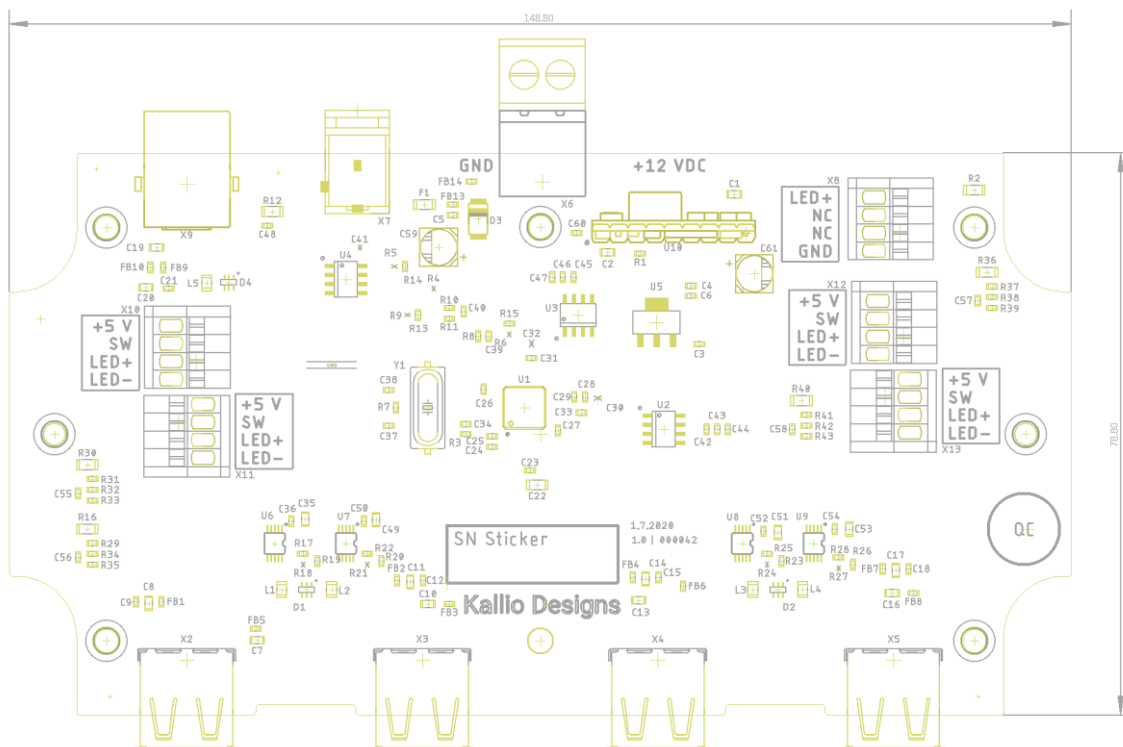 148.80
GND
+12 VDC
FB14
X6
X9
X7
F1
FB13
C5
D3
C1
X8
LED+
NC
NC
GND
R2
R12
C48
C59
C60
U10
C61
C19
C41
U4
R5
R14
R4
C2
R1
R36
FB10
FB9
C20
C21
L5
D4
C47
C46
C45
U5
C4
C6
X12
C57
R37
R38
R39
X10
+5 V
SW
LED+
LED-
R9
R13
R10
R11
C40
R15
U3
+5 V
SW
LED+
LED-
R8
C39
R6
C32
C31
C3
Y1
C38
R7
C37
R3
C26
U1
C29
C28
C33
C30
C27
C34
C25
C24
U2
C42
C43
C44
R40
C58
R41
R42
R43
+5 V
SW
LED+
LED-
X13
78.80
+5 V
SW
LED+
LED-
X11
R30
R31
R32
R33
C55
C23
C22
R16
R29
R34
R35
C56
U6
C36
C35
U7
C50
C49
SN Sticker
1.7.2020
1.0 | 000042
U8
C52
C51
U9
C54
C53
QE
R17
R18
R19
R22
R21
R20
R25
R24
R23
R28
R27
R26
L1
D1
L2
FB2
C11
C12
C10
FB3
FB4
C14
C15
FB6
C13
L3
D2
L4
FB7
C17
C18
C16
FB8
C9
C8
FB1
Kallio Designs
FB5
C7
X2
X3
X4
X5